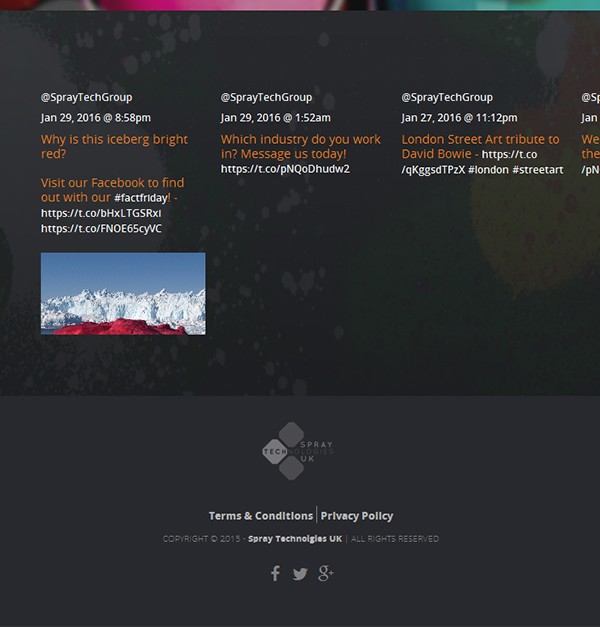 @SprayTechGroup
Jan 29, 2016 @ 8:58pm
Why is this iceberg bright
red?
Visit our Facebook to find
out with our #factfriday! -
https://t.co/bHxLTGSRxI
https://t.co/FNOE65cyVC
@SprayTechGroup
Jan 29, 2016 @ 1:52am
Which industry do you work
in? Message us today!
https://t.co/pNQoDhudw2
@SprayTechGroup
Jan 27, 2016 @ 11:12pm
London Street Art tribute to
David Bowie - https://t.co
/qKggsdTPzX #london #streetart
@Sp
Jan
We
the
/pN
SPRAY
TECHNOLOGIES
UK
Terms & Conditions | Privacy Policy
COPYRIGHT © 2015 - Spray Technolgies UK | ALL RIGHTS RESERVED